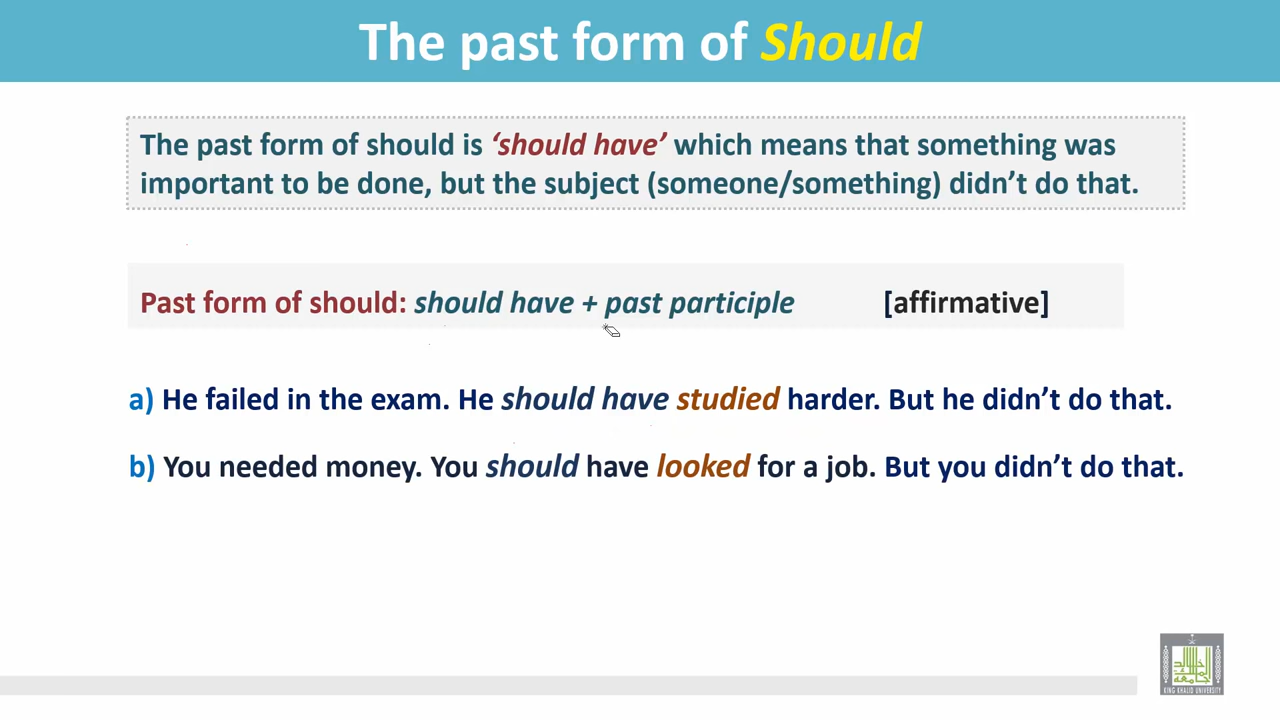 The past form of Should
The past form of should is ‘should have’ which means that something was
important to be done, but the subject (someone/something) didn’t do that.
Past form of should: should have + past participle [affirmative]
a) He failed in the exam. He should have studied harder. But he didn’t do that.
b) You needed money. You should have looked for a job. But you didn’t do that.
KING KHALID UNIVERSITY